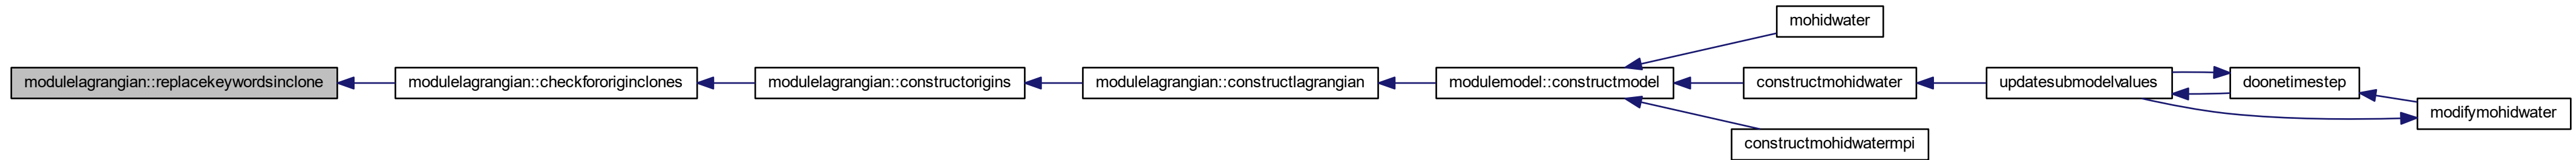 mohidwater
modulelagrangian::replacekeywordsinclone
modulelagrangian::checkfororiginclones
modulelagrangian::constructorigins
modulelagrangian::constructlagrangian
modulemodel::constructmodel
constructmohidwater
updatesubmodelvalues
doonetimestep
modifymohidwater
constructmohidwatermpi